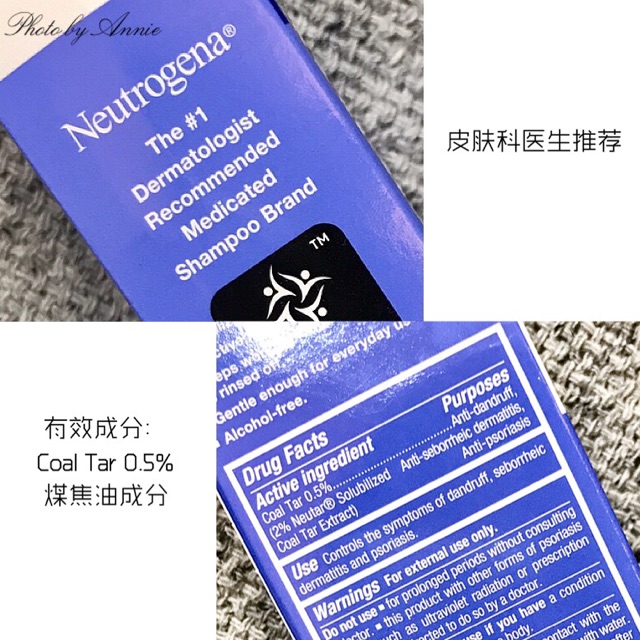 Photo by Annie
Neutrogena®
The #1
Dermatologist
Recommended
Medicated
Shampoo Brand
TM
皮肤科医生推荐
有效成分:
Coal Tar 0.5%
煤焦油成分
rinsed
Gentle enough for everyday
Alcohol-free.
Drug Facts
Active ingredient Purposes
Coal Tar 0.5%..............................Anti-dandruff,
(2% Neutar® Solubilized Anti-seborrheic dermatitis,
Coal Tar Extract) Anti-psoriasis
Use Controls the symptoms of dandruff, seborrheic
dermatitis and psoriasis.
Warnings For external use only.
Do not use ▪ for prolonged periods without consulting
doctor. ▪ this product with other forms of psoriasis
as ultraviolet radiation or prescription
to do so by a doctor.
if you have a condition
body.
Contact
water.